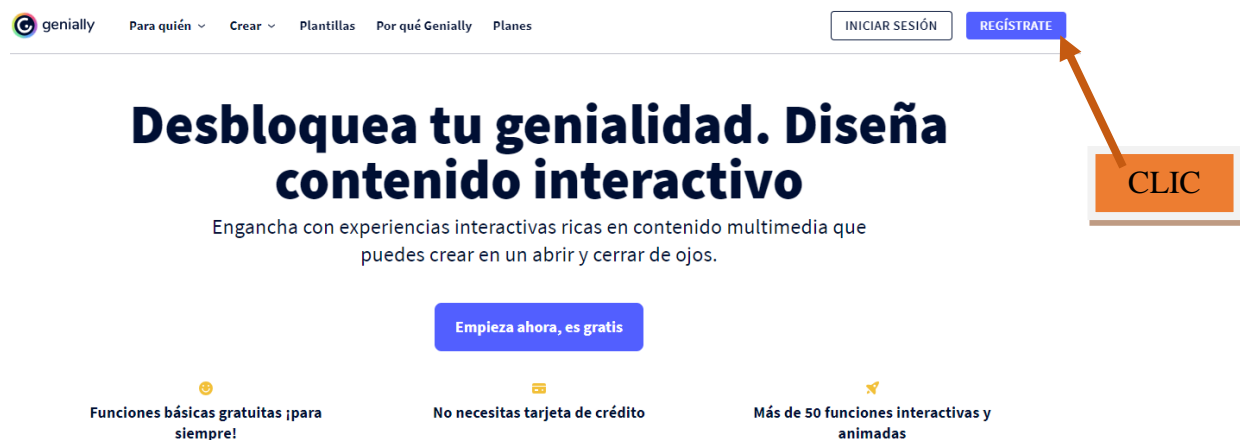 genially
Para quién
Crear
Plantillas
Por qué Genially
Planes
INICIAR SESIÓN
REGÍSTRATE
Desbloquea tu genialidad. Diseña
contenido interactivo
CLIC
Engancha con experiencias interactivas ricas en contenido multimedia que
puedes crear en un abrir y cerrar de ojos.
Empieza ahora, es gratis
Funciones básicas gratuitas ¡para
siempre!
No necesitas tarjeta de crédito
Más de 50 funciones interactivas y
animadas